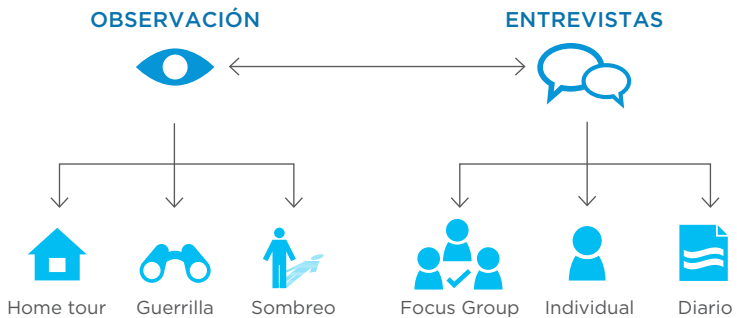 OBSERVACIÓN
ENTREVISTAS
Home tour
Guerrilla
Sombreo
Focus Group
Individual
Diario